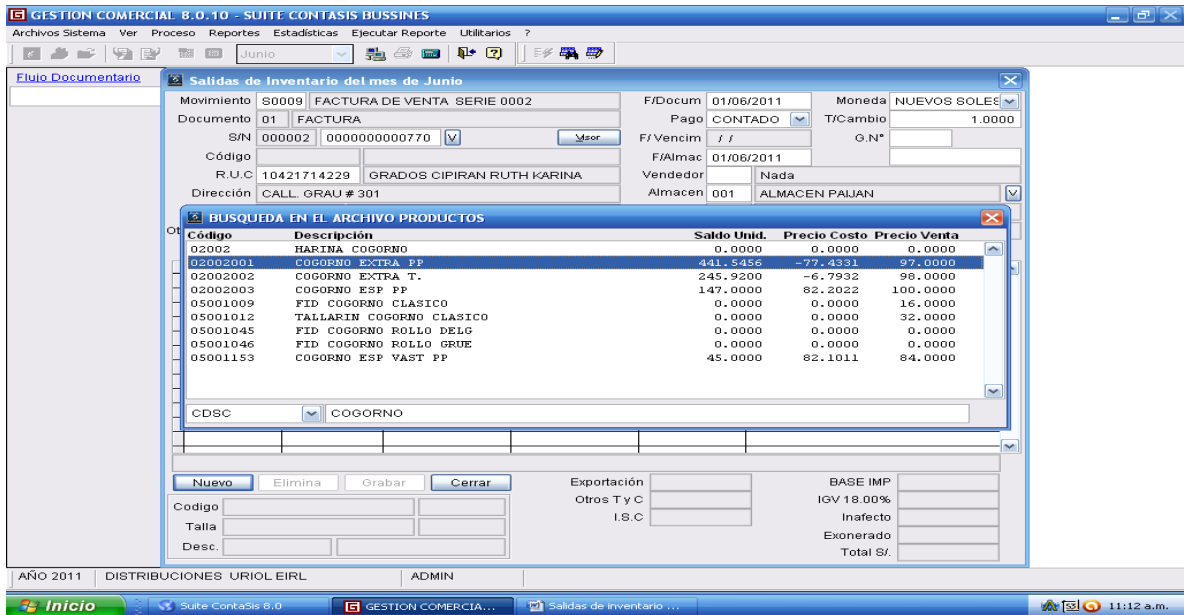 GESTION COMERCIAL 8.0.10 - SUITE CONTASIS BUSSINES
Archivos Sistema Ver Proceso Reportes Estadísticas Ejecutar Reporte Utilitarios ?
Junio
Flujo Documentario
Salidas de Inventario del mes de Junio
Movimiento S0009 FACTURA DE VENTA SERIE 0002 F/Docum 01/06/2011 Moneda NUEVOS SOLES
Documento 01 FACTURA Pago CONTADO T/Cambio 1.0000
S/N 000002 0000000000770 Visor F/Vencim / / G.N°
Código F/Almac 01/06/2011
R.U.C 10421714229 GRADOS CIPIRAN RUTH KARINA Vendedor Nada
Dirección CALL. GRAU # 301 Almacen 001 ALMACEN PAIJAN
BUSQUEDA EN EL ARCHIVO PRODUCTOS
Código Descripción Saldo Unid. Precio Costo Precio Venta
02002 HARINA COGORNO 0.0000 0.0000 0.0000
02002001 COGORNO EXTRA PP 441.5456 -77.4331 97.0000
02002002 COGORNO EXTRA T. 245.9200 -6.7932 98.0000
02002003 COGORNO ESP PP 147.0000 82.2022 100.0000
05001009 FID COGORNO CLASICO 0.0000 0.0000 16.0000
05001012 TALLARIN COGORNO CLASICO 0.0000 0.0000 32.0000
05001045 FID COGORNO ROLLO DELG 0.0000 0.0000 0.0000
05001046 FID COGORNO ROLLO GRUE 0.0000 0.0000 0.0000
05001153 COGORNO ESP VAST PP 45.0000 82.1011 84.0000
CDSC COGORNO
Nuevo Elimina Grabar Cerrar Exportación BASE IMP
Codigo Otros T y C IGV 18.00%
Talla I.S.C Inafecto
Desc. Exonerado
Total S/.
AÑO 2011 DISTRIBUCIONES URIOL EIRL ADMIN
Inicio Suite ContaSis 8.0 GESTION COMERCIA... Salidas de inventario ... 11:12 a.m.